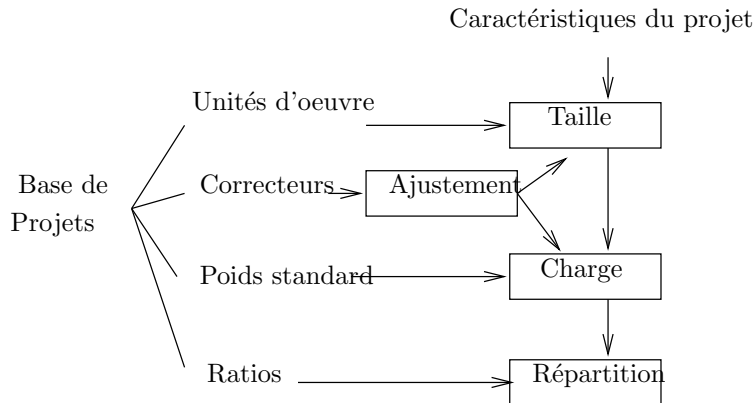 Caractéristiques du projet
Unités d'oeuvre
Taille
Base de
Projets
Correcteurs
Ajustement
Poids standard
Charge
Ratios
Répartition